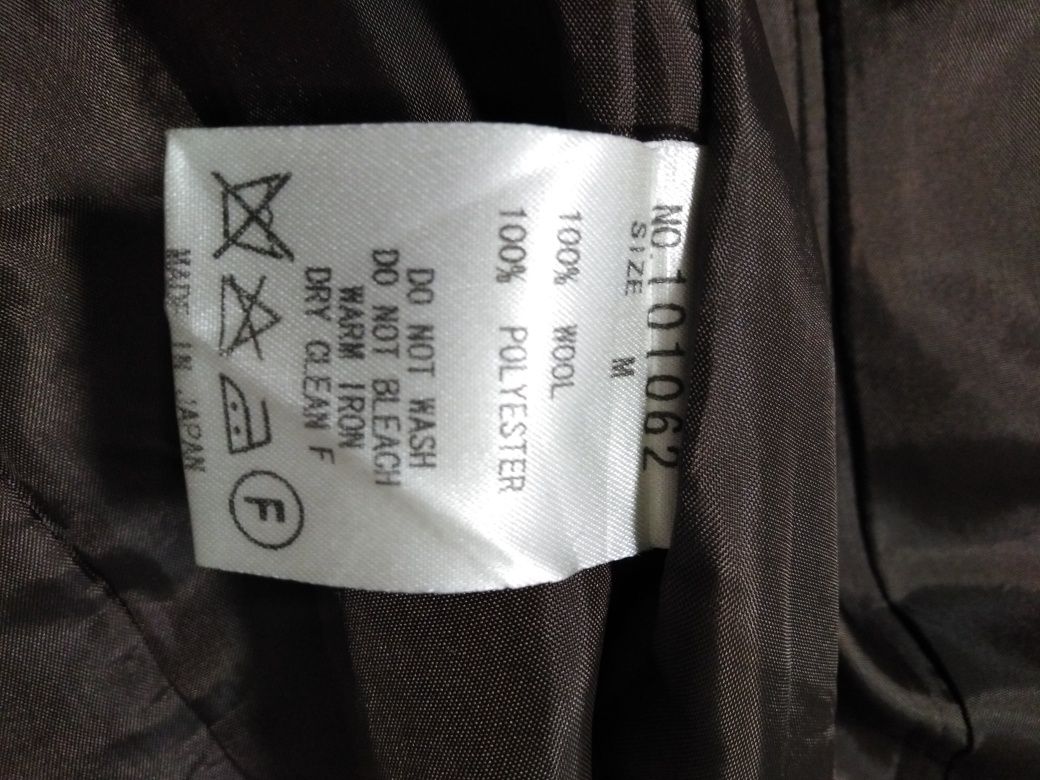 NO.101062
SIZE M
100% WOOL
100% POLYESTER
DO NOT WASH
DO NOT BLEACH
WARM IRON
DRY CLEAN F
F
MADE IN JAPAN